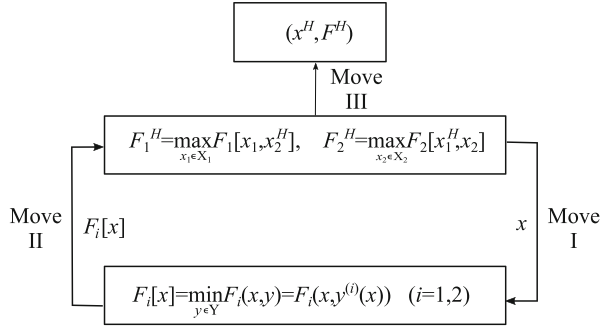 (x^H, F^H)
Move
III
F_1^H=max_{x_1∈X_1}F_1[x_1,x_2^H], F_2^H=max_{x_2∈X_2}F_2[x_1^H,x_2]
Move
II
F_i[x]
x
Move
I
F_i[x]=min_{y∈Y}F_i(x,y)=F_i(x,y^{(i)}(x)) (i=1,2)